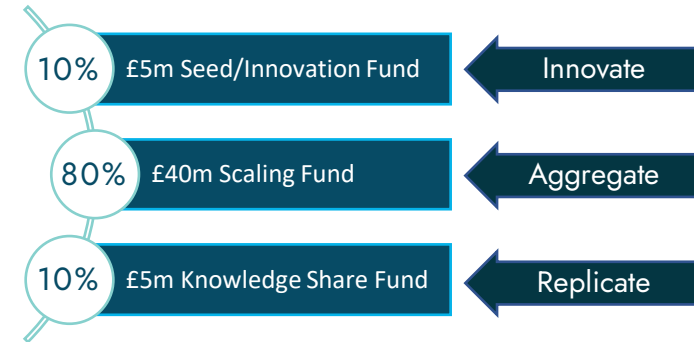 10% £5m Seed/Innovation Fund Innovate
80% £40m Scaling Fund Aggregate
10% £5m Knowledge Share Fund Replicate